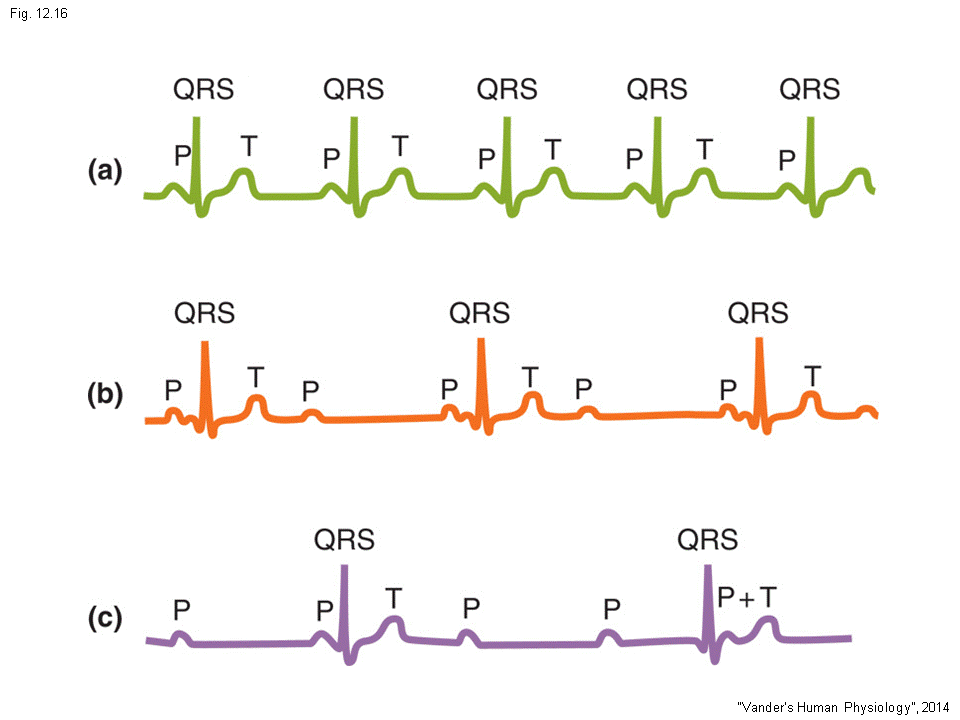 Fig. 12.16
QRS QRS QRS QRS QRS
P T P T P T P T P
(a)
QRS QRS QRS
P T P P T P P T
(b)
QRS QRS
P P T P P P + T
(c)
"Vander's Human Physiology", 2014